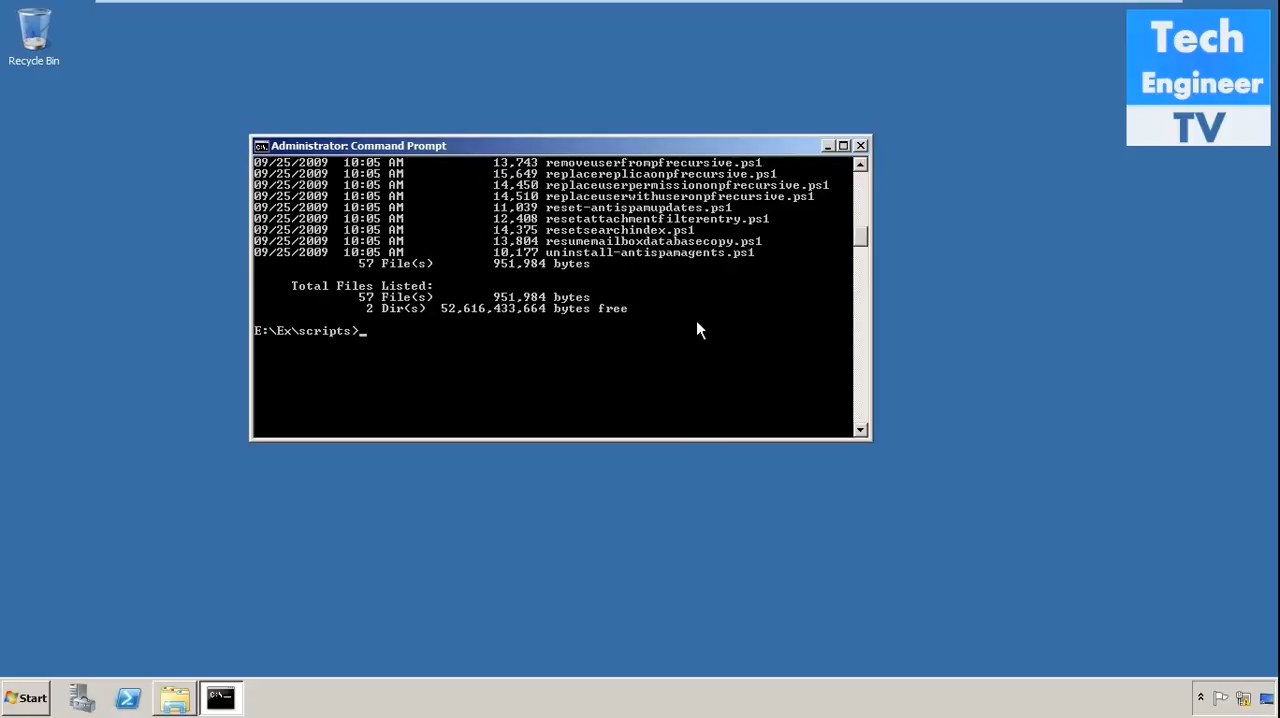 Recycle Bin
Tech
Engineer
TV
Administrator: Command Prompt
09/25/2009  10:05 AM            13,743 removeuserfrompfrecursive.ps1
09/25/2009  10:05 AM            15,649 replacereplicaonpfrecursive.ps1
09/25/2009  10:05 AM            14,450 replaceuserpermissiononpfrecursive.ps1
09/25/2009  10:05 AM            14,510 replaceuserwithuseronpfrecursive.ps1
09/25/2009  10:05 AM            11,039 reset-antispamupdates.ps1
09/25/2009  10:05 AM            12,408 resetattachmentfilterentry.ps1
09/25/2009  10:05 AM            14,375 resetsearchindex.ps1
09/25/2009  10:05 AM            13,804 resumemailboxdatabasecopy.ps1
09/25/2009  10:05 AM            10,177 uninstall-antispamagents.ps1
57 File(s)        951,984 bytes
Total Files Listed:
57 File(s)        951,984 bytes
2 Dir(s)  52,616,433,664 bytes free
E:\Ex\scripts>_
Start